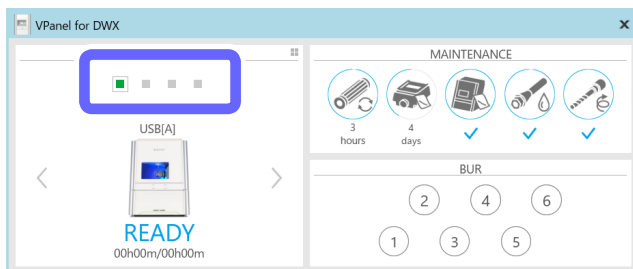 VPanel for DWX
USB[A]
READY
00h00m/00h00m
MAINTENANCE
3
hours
4
days
BUR
2
4
6
1
3
5